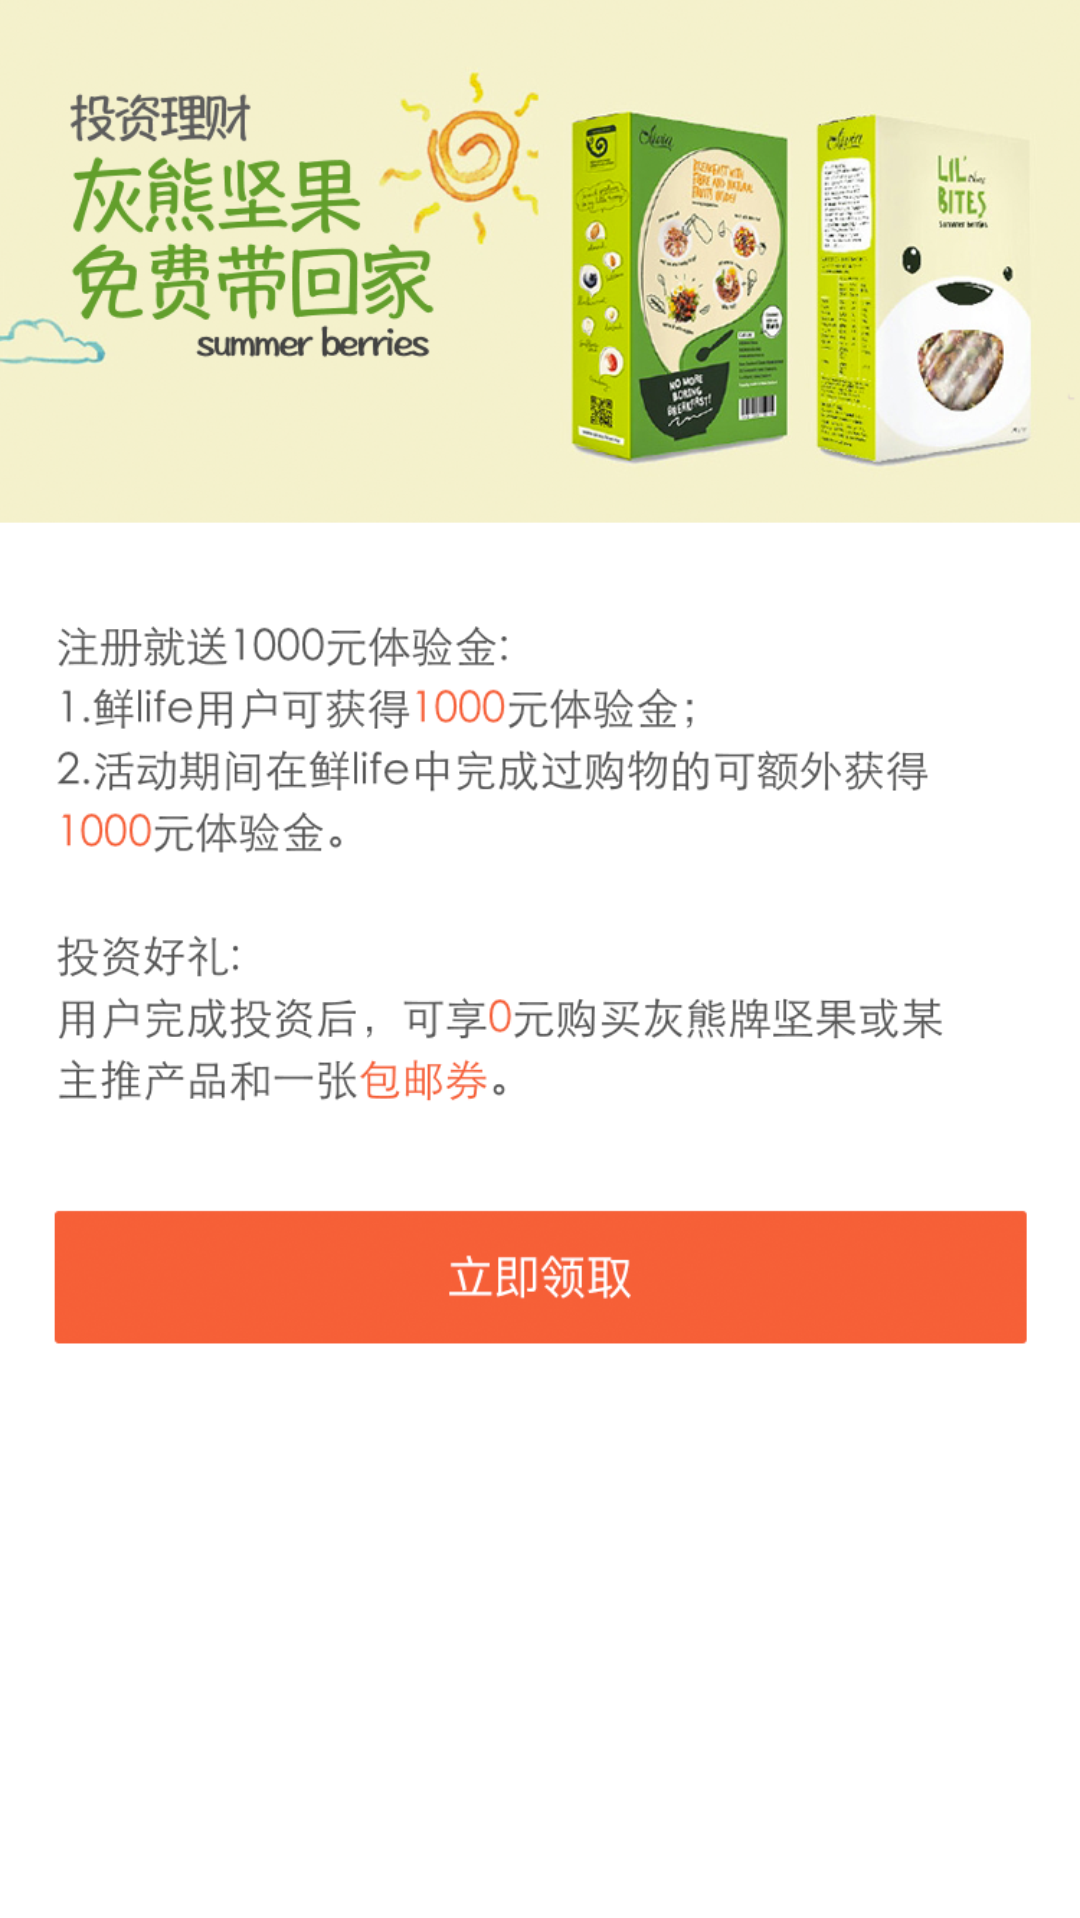 投资理财
灰熊坚果
免费带回家
summer berries
Olivia
BREAKFAST WITH
NO MORE
BORING
BREAKFAST!
Olivia
LIL'
BITES
Summer berries
注册就送1000元体验金:
1.鲜life用户可获得1000元体验金；
2.活动期间在鲜life中完成过购物的可额外获得
1000元体验金。
投资好礼:
用户完成投资后，可享0元购买灰熊牌坚果或某
主推产品和一张包邮券。
立即领取